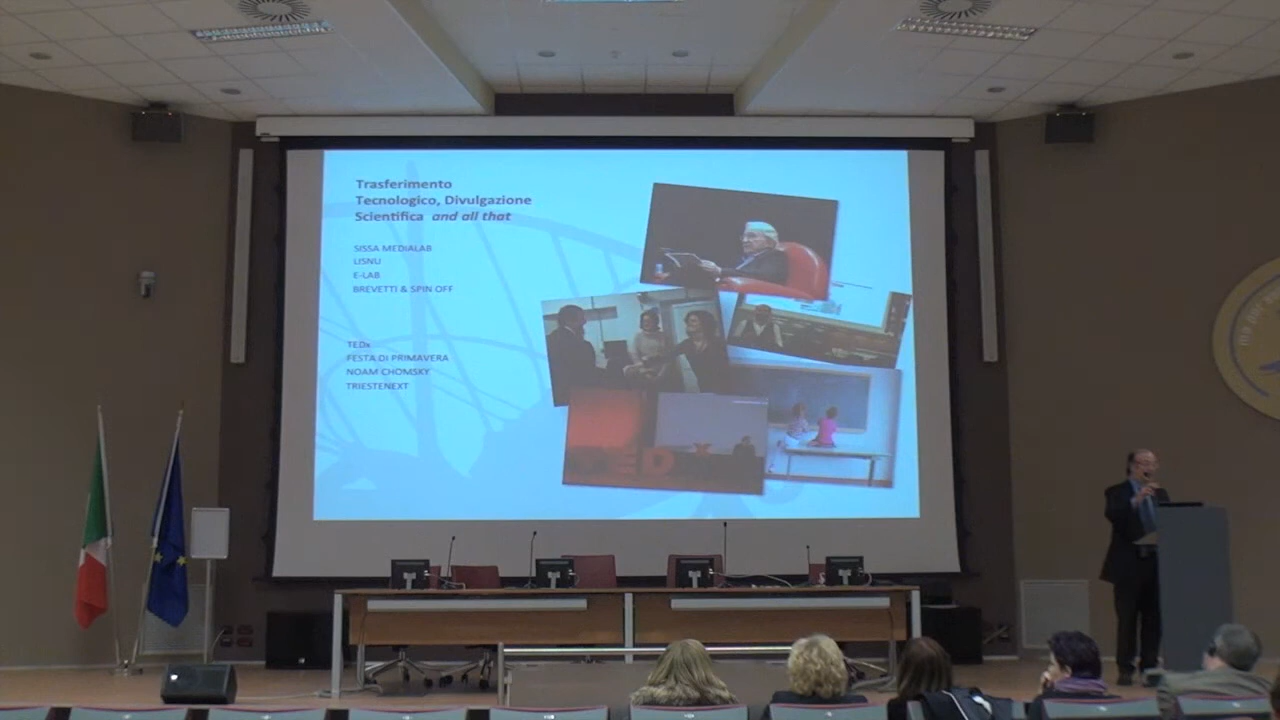 Trasferimento
Tecnologico, Divulgazione
Scientifica and all that
SISSA MEDIALAB
LISNU
E-LAB
BREVETTI & SPIN OFF
TEDx
FESTA DI PRIMAVERA
NOAM CHOMSKY
TRIESTENEXT
TED